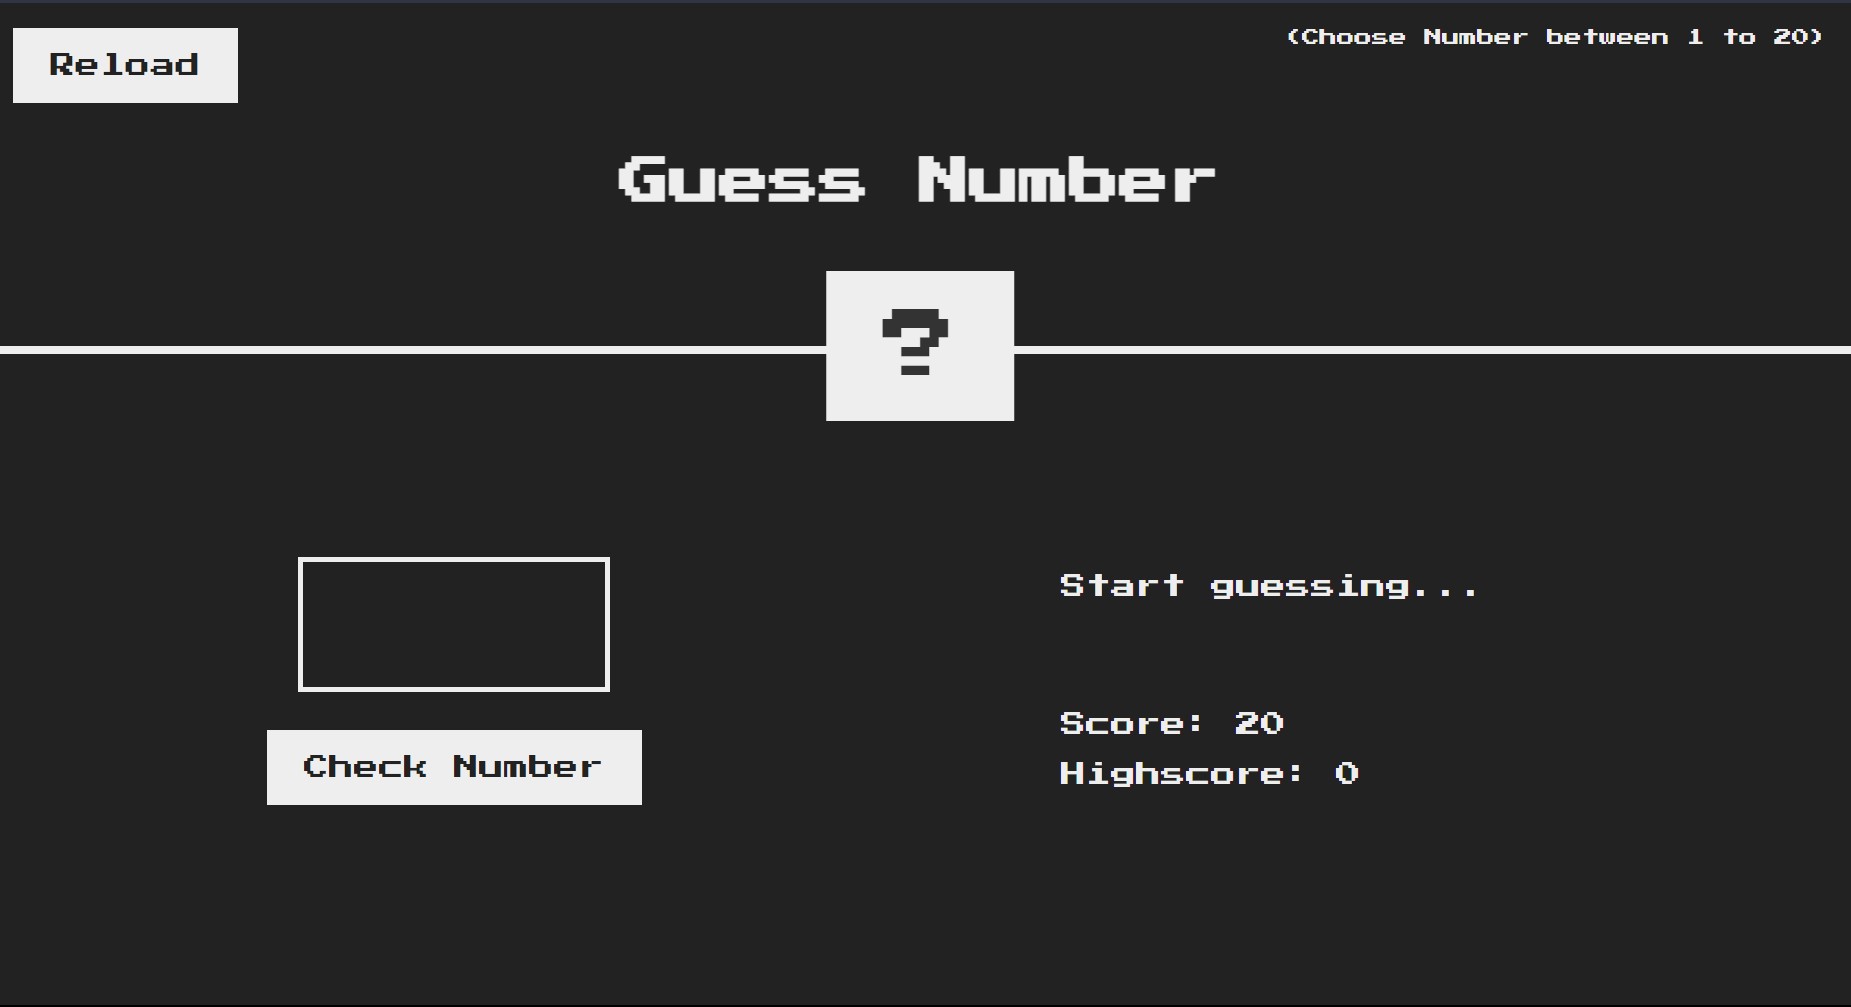 Reload
(Choose Number between 1 to 20)
Guess Number
?
Start guessing...
Score: 20
Highscore: 0
Check Number